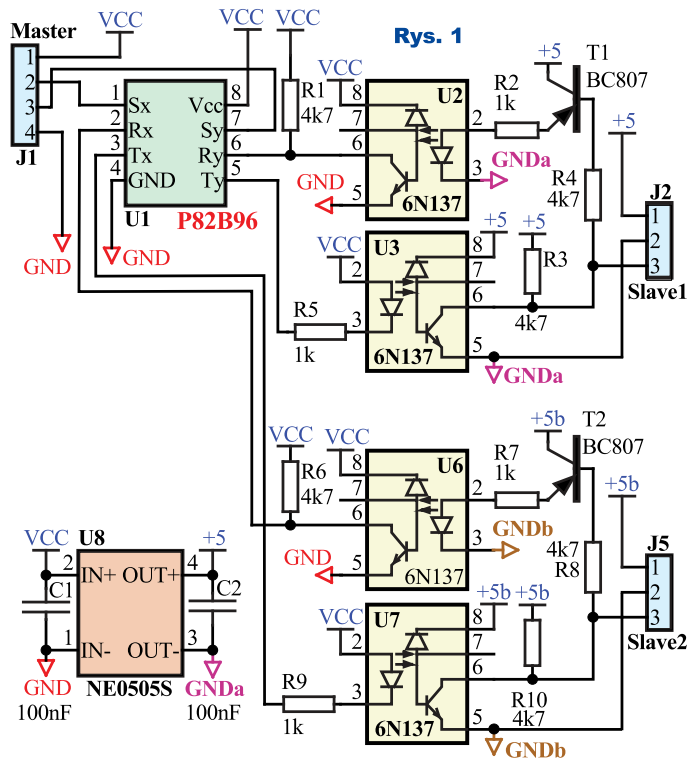 Rys. 1
Master
VCC
1
2
3
4
J1
GND
1 Sx
2 Rx
3 Tx
4 GND
Vcc 8
Sy 7
Ry 6
Ty 5
U1
P82B96
GND
VCC
VCC
R1
4k7
VCC
8
7
6
5
GND
U2
6N137
2
3
GNDa
R2
1k
+5
T1
BC807
R4
4k7
+5
J2
1
2
3
Slave1
VCC
2
3
R5
1k
U3
6N137
8
7
6
5
+5
+5
R3
4k7
GNDa
VCC
R6
4k7
VCC
8
7
6
5
GND
U6
6N137
2
3
GNDb
R7
1k
+5b
T2
BC807
4k7
R8
+5b
J5
1
2
3
Slave2
VCC
2
3
R9
1k
U7
6N137
8
7
6
5
+5b
+5b
R10
4k7
GNDb
U8
VCC
+5
2 IN+ OUT+ 4
C1
C2
1 IN- OUT- 3
GND
NE0505S
GNDa
100nF
100nF